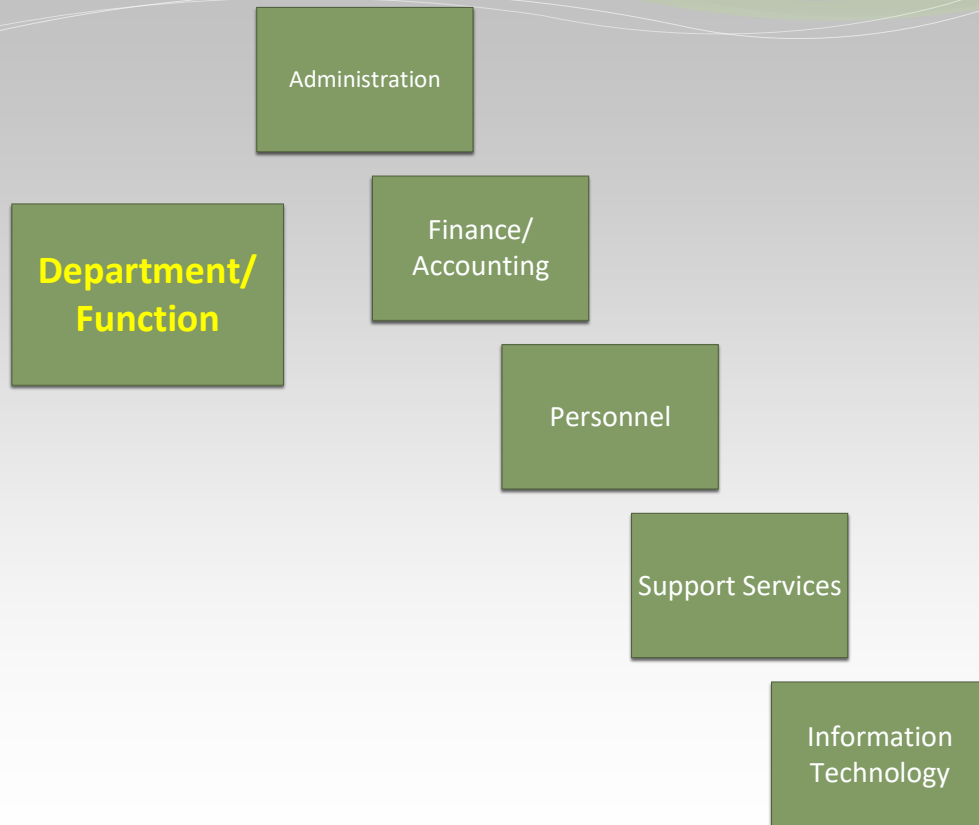 Administration
Department/
Function
Finance/
Accounting
Personnel
Support Services
Information
Technology